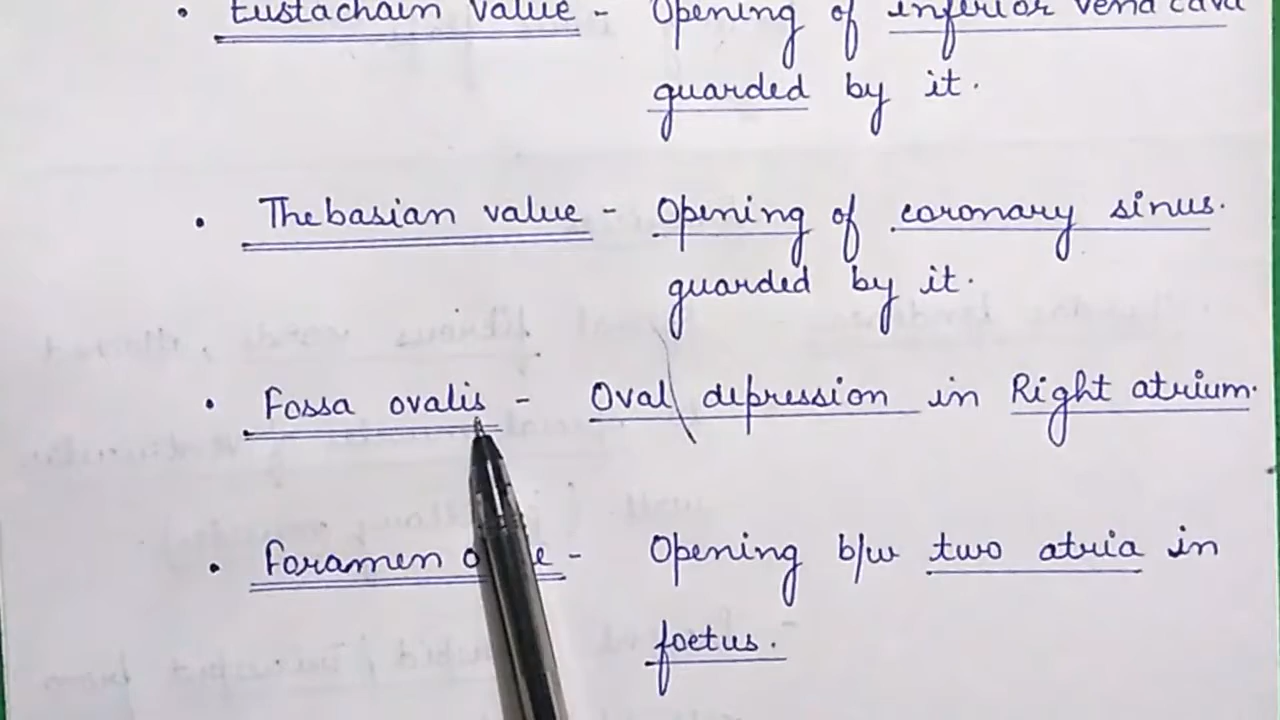 • Eustachain value - Opening of inferior vena cava
guarded by it.
• Thebasian value - Opening of coronary sinus.
guarded by it.
• Fossa ovalis - Oval depression in Right atrium.
• Foramen - Opening b/w two atria in
foetus.